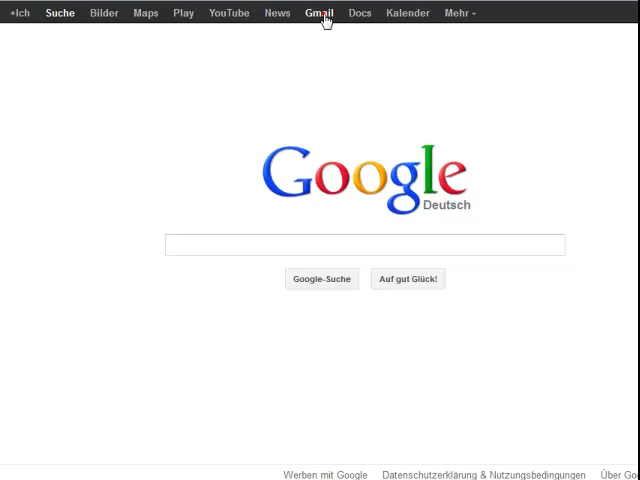 +Ich Suche Bilder Maps Play YouTube News Gmail Docs Kalender Mehr
Google
Deutsch
Google-Suche Auf gut Glück!
Werben mit Google Datenschutzerklärung & Nutzungsbedingungen Über